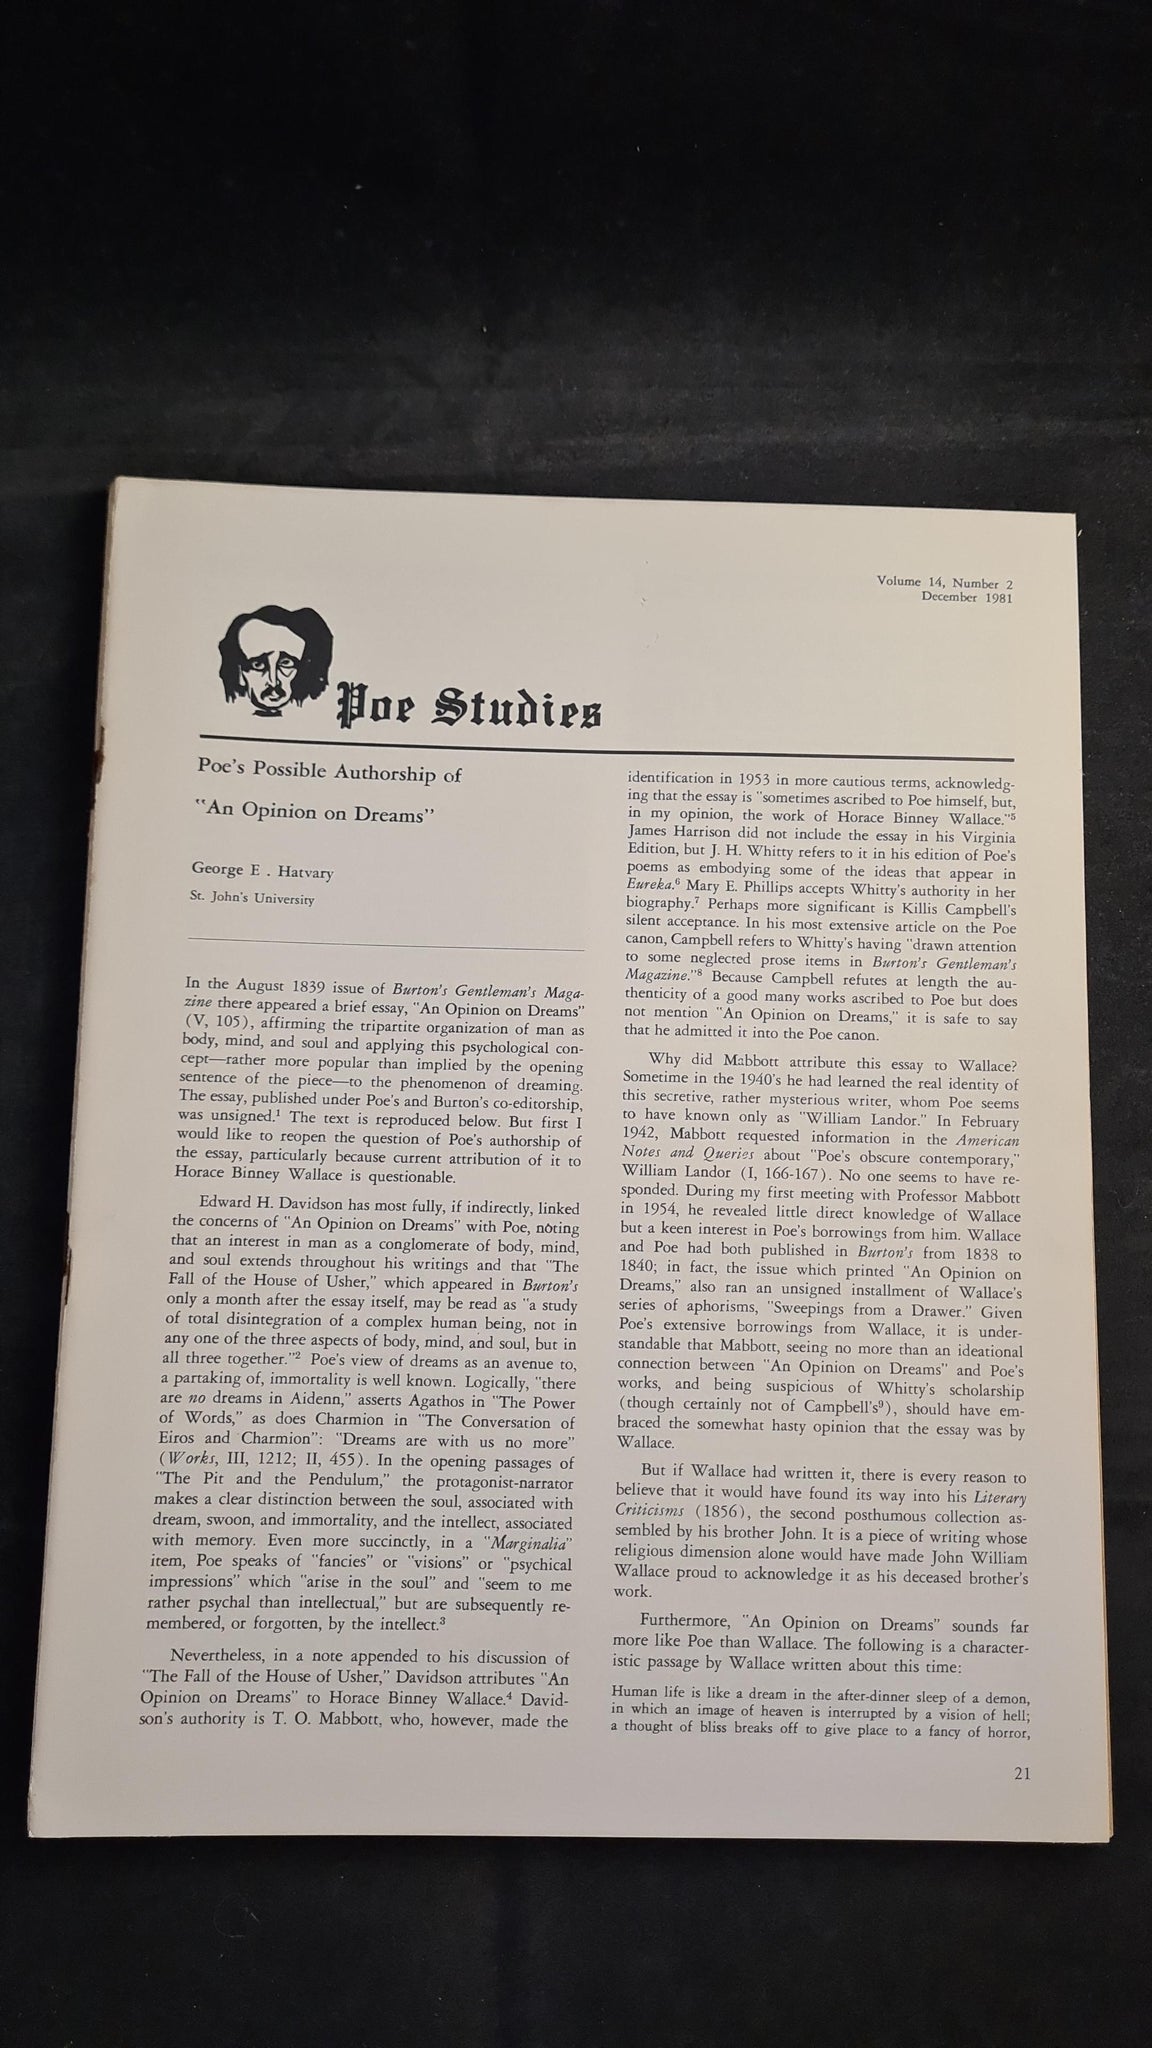 Volume 14, Number 2
December 1981
Poe Studies
Poe's Possible Authorship of
"An Opinion on Dreams"
George E . Hatvary
St. John's University
In the August 1839 issue of Burton's Gentleman's Maga-
zine there appeared a brief essay, "An Opinion on Dreams"
(V, 105), affirming the tripartite organization of man as
body, mind, and soul and applying this psychological con-
cept—rather more popular than implied by the opening
sentence of the piece—to the phenomenon of dreaming.
The essay, published under Poe's and Burton's co-editorship,
was unsigned.¹ The text is reproduced below. But first I
would like to reopen the question of Poe's authorship of
the essay, particularly because current attribution of it to
Horace Binney Wallace is questionable.
Edward H. Davidson has most fully, if indirectly, linked
the concerns of "An Opinion on Dreams" with Poe, noting
that an interest in man as a conglomerate of body, mind,
and soul extends throughout his writings and that "The
Fall of the House of Usher," which appeared in Burton's
only a month after the essay itself, may be read as "a study
of total disintegration of a complex human being, not in
any one of the three aspects of body, mind, and soul, but in
all three together."² Poe's view of dreams as an avenue to,
a partaking of, immortality is well known. Logically, "there
are no dreams in Aidenn," asserts Agathos in "The Power
of Words," as does Charmion in "The Conversation of
Eiros and Charmion": "Dreams are with us no more"
(Works, III, 1212; II, 455). In the opening passages of
"The Pit and the Pendulum," the protagonist-narrator
makes a clear distinction between the soul, associated with
dream, swoon, and immortality, and the intellect, associated
with memory. Even more succinctly, in a "Marginalia"
item, Poe speaks of "fancies" or "visions" or "psychical
impressions" which "arise in the soul" and "seem to me
rather psychal than intellectual," but are subsequently re-
membered, or forgotten, by the intellect.³
Nevertheless, in a note appended to his discussion of
"The Fall of the House of Usher," Davidson attributes "An
Opinion on Dreams" to Horace Binney Wallace.⁴ David-
son's authority is T. O. Mabbott, who, however, made the
identification in 1953 in more cautious terms, acknowledg-
ing that the essay is "sometimes ascribed to Poe himself, but,
in my opinion, the work of Horace Binney Wallace."⁵
James Harrison did not include the essay in his Virginia
Edition, but J. H. Whitty refers to it in his edition of Poe's
poems as embodying some of the ideas that appear in
Eureka.⁶ Mary E. Phillips accepts Whitty's authority in her
biography.⁷ Perhaps more significant is Killis Campbell's
silent acceptance. In his most extensive article on the Poe
canon, Campbell refers to Whitty's having "drawn attention
to some neglected prose items in Burton's Gentleman's
Magazine."⁸ Because Campbell refutes at length the au-
thenticity of a good many works ascribed to Poe but does
not mention "An Opinion on Dreams," it is safe to say
that he admitted it into the Poe canon.
Why did Mabbott attribute this essay to Wallace?
Sometime in the 1940's he had learned the real identity of
this secretive, rather mysterious writer, whom Poe seems
to have known only as "William Landor." In February
1942, Mabbott requested information in the American
Notes and Queries about "Poe's obscure contemporary,"
William Landor (I, 166-167). No one seems to have re-
sponded. During my first meeting with Professor Mabbott
in 1954, he revealed little direct knowledge of Wallace
but a keen interest in Poe's borrowings from him. Wallace
and Poe had both published in Burton's from 1838 to
1840; in fact, the issue which printed "An Opinion on
Dreams," also ran an unsigned installment of Wallace's
series of aphorisms, "Sweepings from a Drawer." Given
Poe's extensive borrowings from Wallace, it is under-
standable that Mabbott, seeing no more than an ideational
connection between "An Opinion on Dreams" and Poe's
works, and being suspicious of Whitty's scholarship
(though certainly not of Campbell's⁹), should have em-
braced the somewhat hasty opinion that the essay was by
Wallace.
But if Wallace had written it, there is every reason to
believe that it would have found its way into his Literary
Criticisms (1856), the second posthumous collection as-
sembled by his brother John. It is a piece of writing whose
religious dimension alone would have made John William
Wallace proud to acknowledge it as his deceased brother's
work.
Furthermore, "An Opinion on Dreams" sounds far
more like Poe than Wallace. The following is a character-
istic passage by Wallace written about this time:
Human life is like a dream in the after-dinner sleep of a demon,
in which an image of heaven is interrupted by a vision of hell;
a thought of bliss breaks off to give place to a fancy of horror,
21